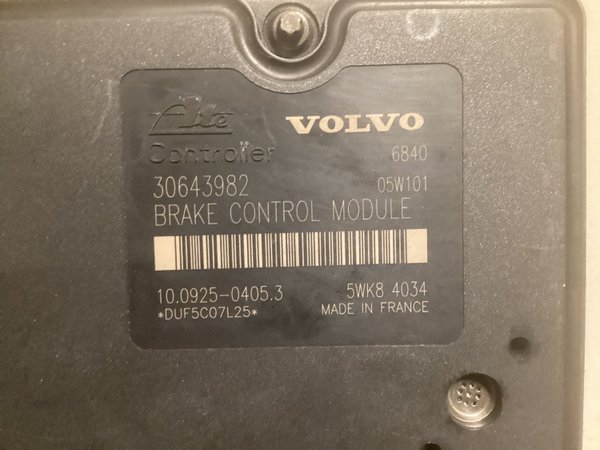 Ate VOLVO
Controller 6840
30643982 05W101
BRAKE CONTROL MODULE
10.0925-0405.3 5WK8 4034
*DUF5C07L25* MADE IN FRANCE